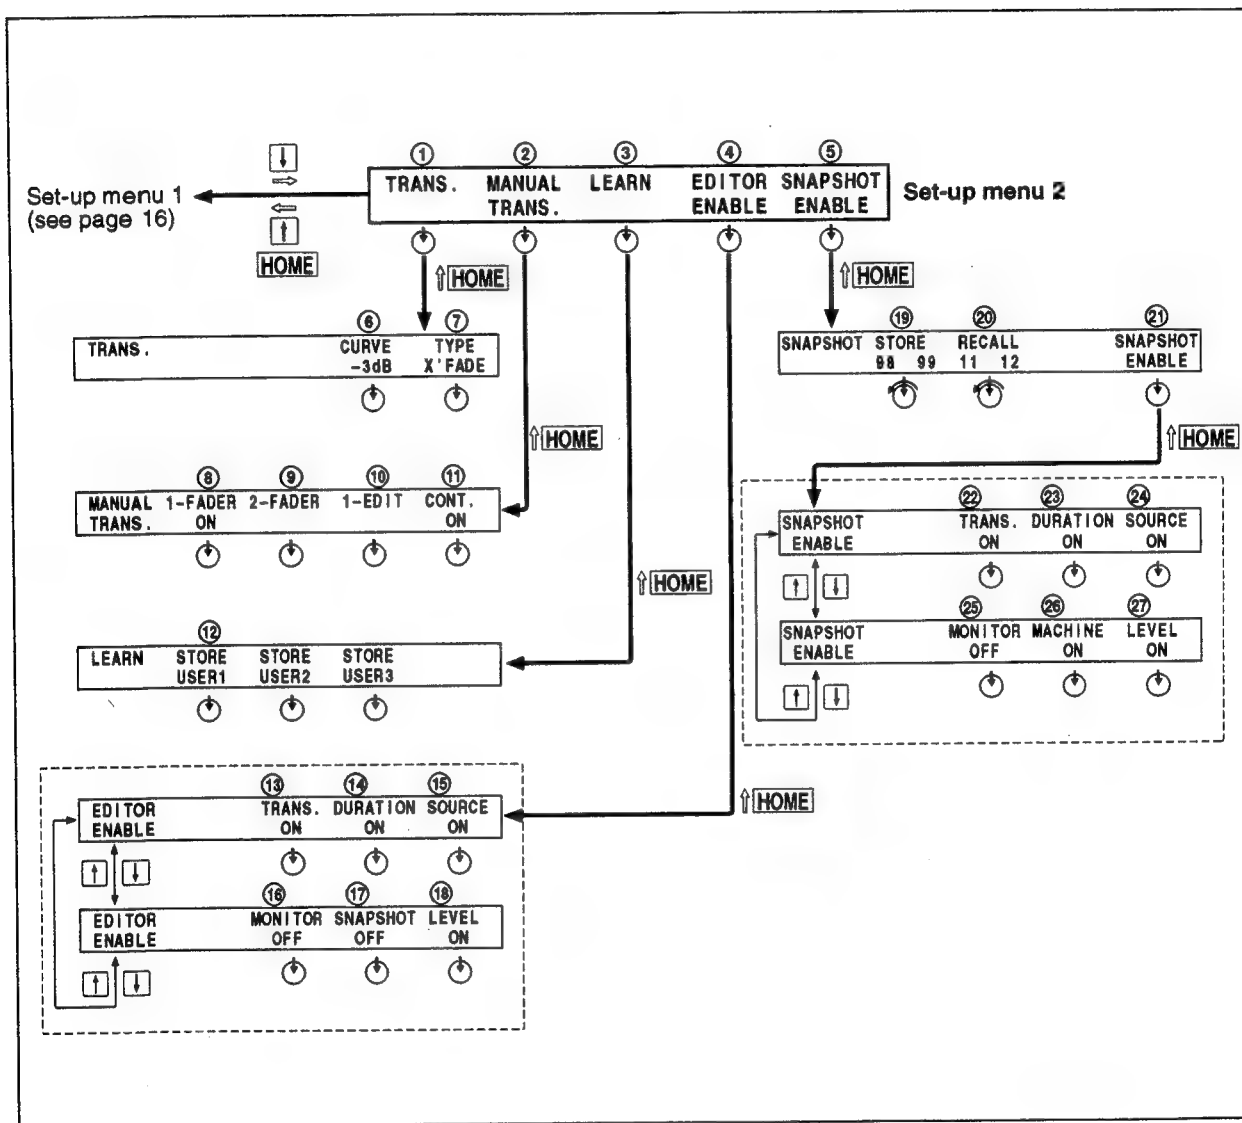 ① ② ③ ④ ⑤
TRANS. MANUAL LEARN EDITOR SNAPSHOT
TRANS. ENABLE ENABLE
Set-up menu 2
Set-up menu 1
(see page 16)
HOME
HOME
HOME
⑥ ⑦
TRANS. CURVE TYPE
-3dB X'FADE
⑲ ⑳ ㉑
SNAPSHOT STORE RECALL SNAPSHOT
98 99 11 12 ENABLE
HOME
HOME
⑧ ⑨ ⑩ ⑪
MANUAL 1-FADER 2-FADER 1-EDIT CONT.
TRANS. ON ON
㉒ ㉓ ㉔
SNAPSHOT TRANS. DURATION SOURCE
ENABLE ON ON ON
HOME
㉕ ㉖ ㉗
SNAPSHOT MONITOR MACHINE LEVEL
ENABLE OFF ON ON
⑫
LEARN STORE STORE STORE
USER1 USER2 USER3
⑬ ⑭ ⑮
EDITOR TRANS. DURATION SOURCE
ENABLE ON ON ON
HOME
⑯ ⑰ ⑱
EDITOR MONITOR SNAPSHOT LEVEL
ENABLE OFF OFF ON